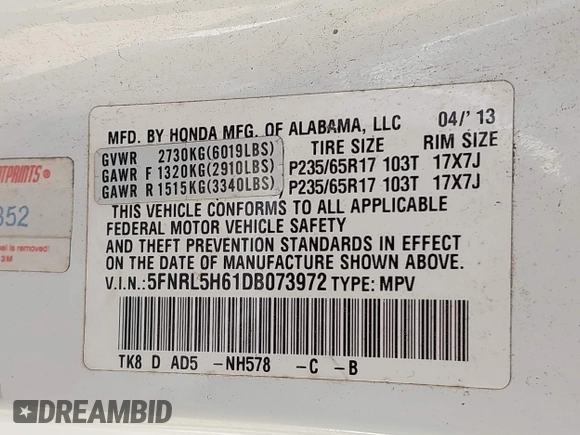 MFD. BY HONDA MFG. OF ALABAMA, LLC 04/'13
TIRE SIZE RIM SIZE
GVWR 2730KG(6019LBS)
GAWR F 1320KG(2910LBS) P235/65R17 103T 17X7J
GAWR R 1515KG(3340LBS) P235/65R17 103T 17X7J
THIS VEHICLE CONFORMS TO ALL APPLICABLE
FEDERAL MOTOR VEHICLE SAFETY
AND THEFT PREVENTION STANDARDS IN EFFECT
ON THE DATE OF MANUFACTURE SHOWN ABOVE.
V.I.N.: 5FNRL5H61DB073972 TYPE: MPV
TK8 D AD5 -NH578 -C -B
352
is removed!
3M
DREAMBID